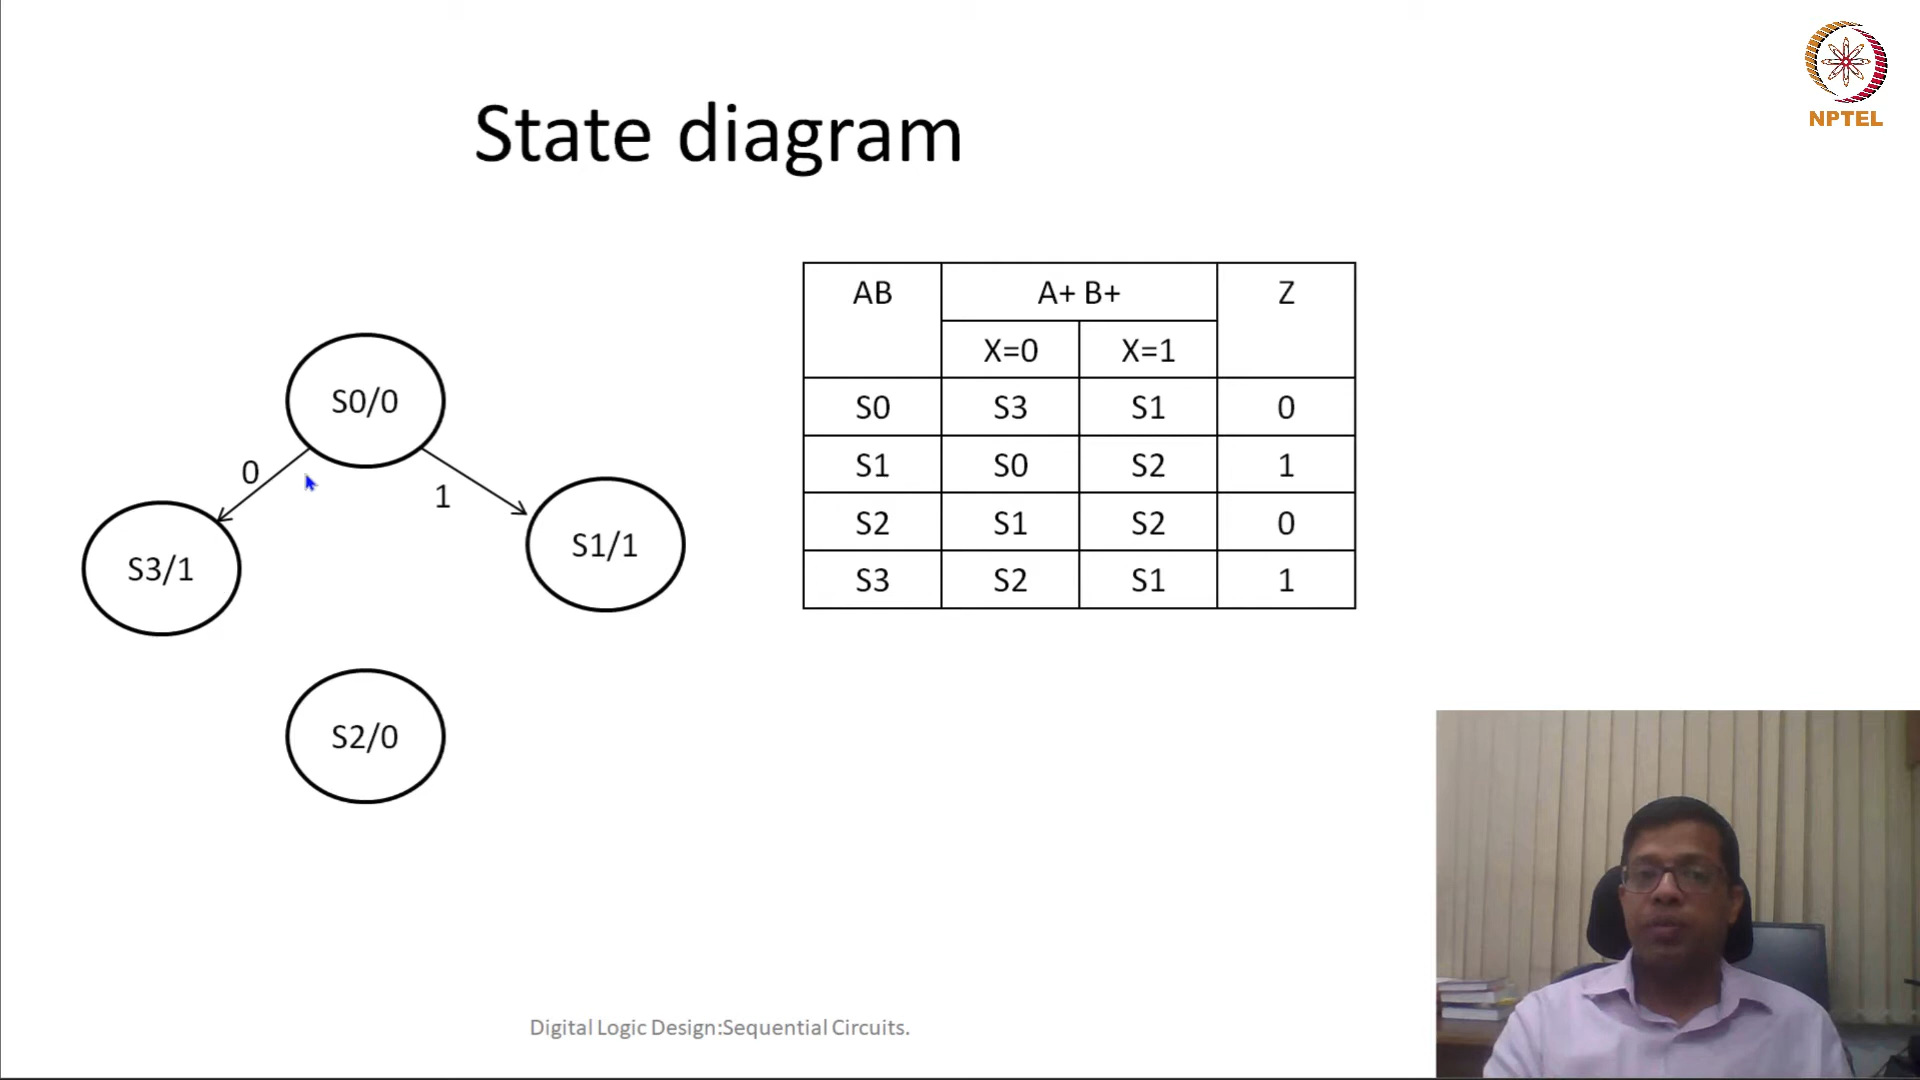 NPTEL
State diagram
S0/0
0
1
S3/1
S1/1
S2/0
AB A+ B+ Z
X=0 X=1
S0 S3 S1 0
S1 S0 S2 1
S2 S1 S2 0
S3 S2 S1 1
Digital Logic Design:Sequential Circuits.